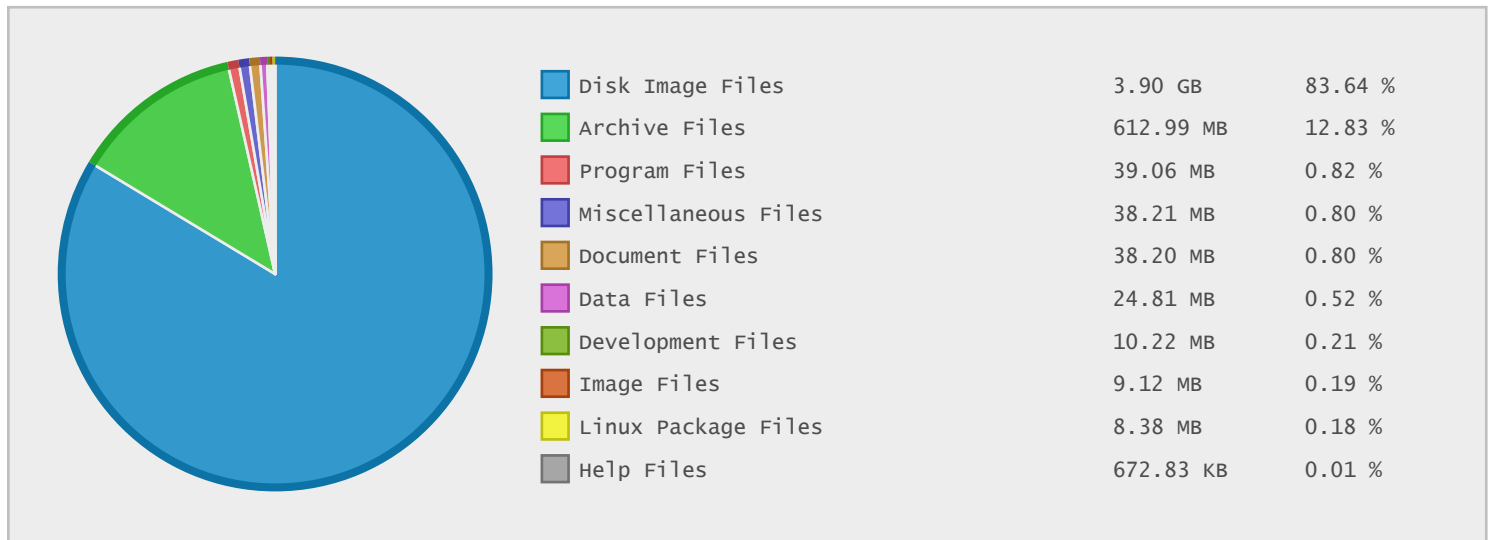 Disk Image Files 3.90 GB 83.64 %
Archive Files 612.99 MB 12.83 %
Program Files 39.06 MB 0.82 %
Miscellaneous Files 38.21 MB 0.80 %
Document Files 38.20 MB 0.80 %
Data Files 24.81 MB 0.52 %
Development Files 10.22 MB 0.21 %
Image Files 9.12 MB 0.19 %
Linux Package Files 8.38 MB 0.18 %
Help Files 672.83 KB 0.01 %